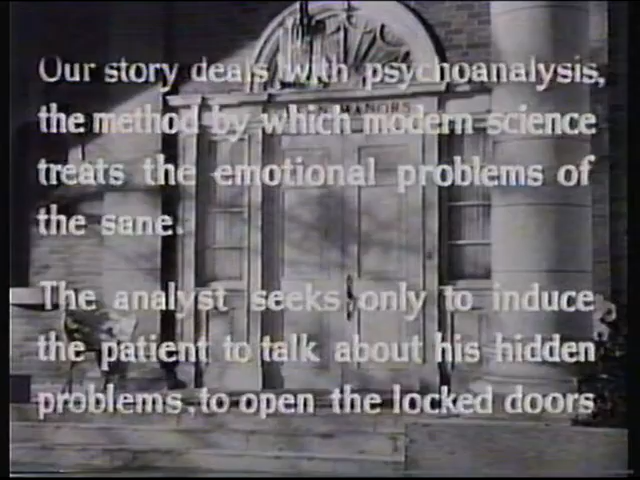 Our story deals with psychoanalysis,
the method by which modern science
treats the emotional problems of
the sane.
The analyst seeks only to induce
the patient to talk about his hidden
problems, to open the locked doors
MANORS